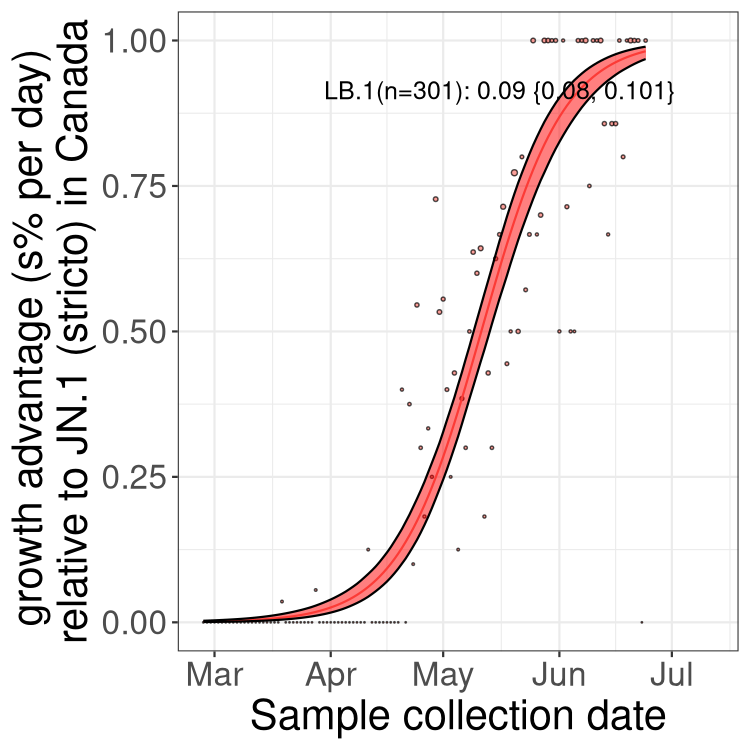 growth advantage (s% per day)
relative to JN.1 (stricto) in Canada
1.00
0.75
0.50
0.25
0.00
LB.1(n=301): 0.09 {0.08, 0.101}
Mar Apr May Jun Jul
Sample collection date